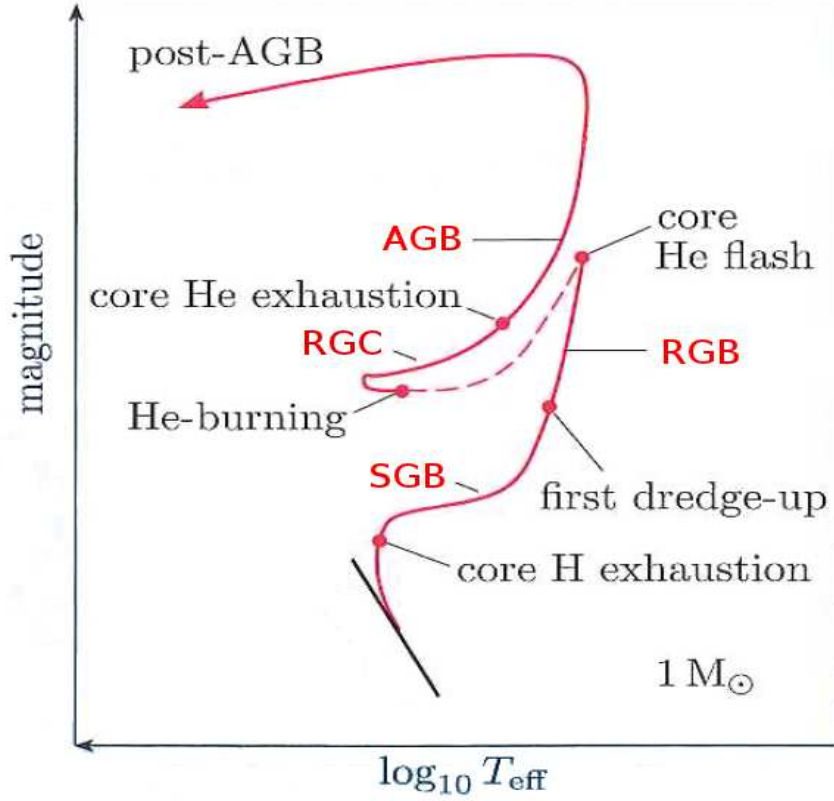 post-AGB
core
He flash
AGB
core He exhaustion
RGC
RGB
magnitude
He-burning
SGB
first dredge-up
core H exhaustion
1 M☉
log₁₀ Teff